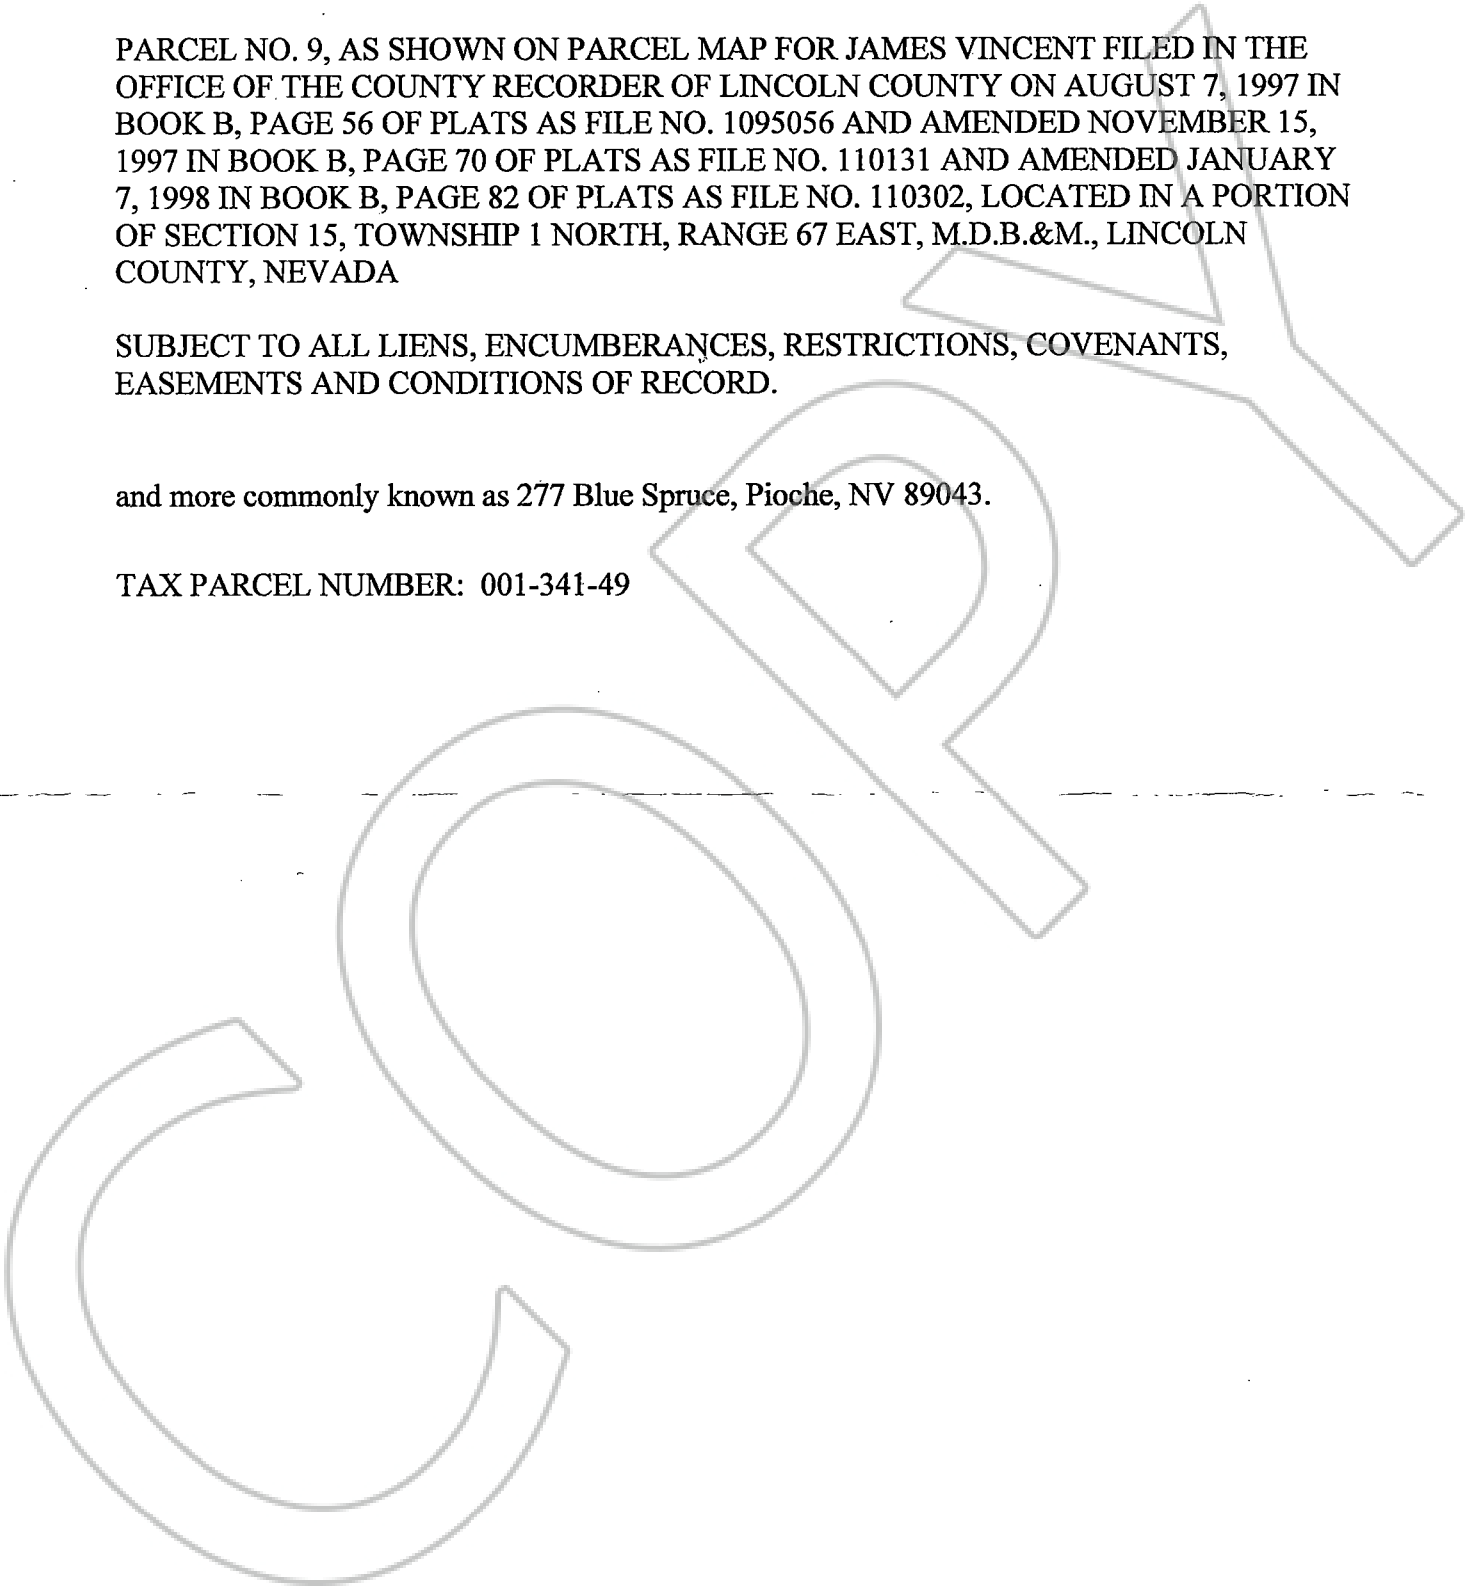 PARCEL NO. 9, AS SHOWN ON PARCEL MAP FOR JAMES VINCENT FILED IN THE
OFFICE OF THE COUNTY RECORDER OF LINCOLN COUNTY ON AUGUST 7, 1997 IN
BOOK B, PAGE 56 OF PLATS AS FILE NO. 1095056 AND AMENDED NOVEMBER 15,
1997 IN BOOK B, PAGE 70 OF PLATS AS FILE NO. 110131 AND AMENDED JANUARY
7, 1998 IN BOOK B, PAGE 82 OF PLATS AS FILE NO. 110302, LOCATED IN A PORTION
OF SECTION 15, TOWNSHIP 1 NORTH, RANGE 67 EAST, M.D.B.&M., LINCOLN
COUNTY, NEVADA
SUBJECT TO ALL LIENS, ENCUMBERANCES, RESTRICTIONS, COVENANTS,
EASEMENTS AND CONDITIONS OF RECORD.
and more commonly known as 277 Blue Spruce, Pioche, NV 89043.
TAX PARCEL NUMBER: 001-341-49
COPY